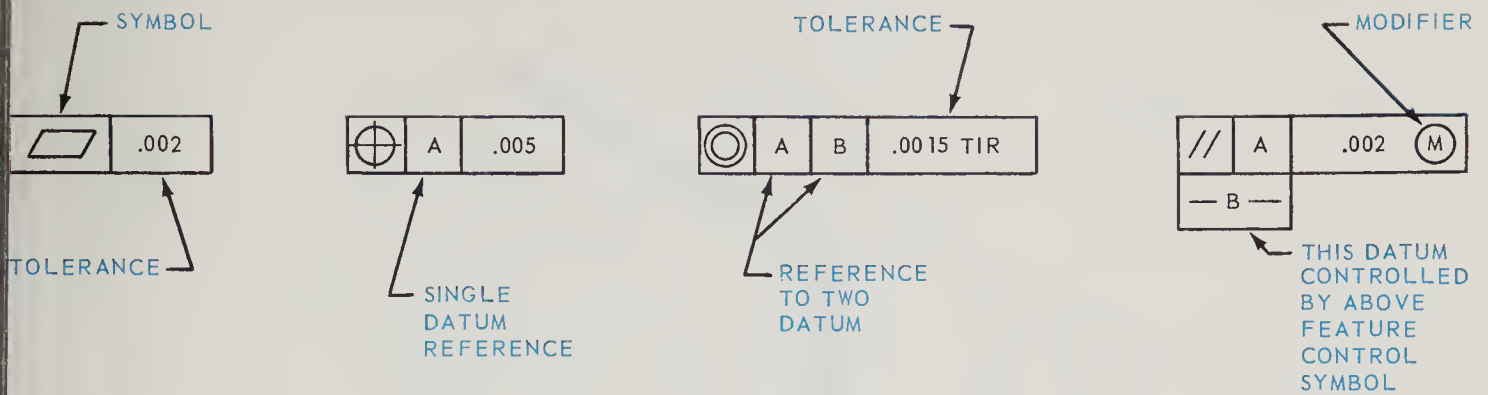 SYMBOL
.002
TOLERANCE
A
.005
SINGLE
DATUM
REFERENCE
TOLERANCE
A
B
.0015 TIR
REFERENCE
TO TWO
DATUM
MODIFIER
//
A
.002
M
— B —
THIS DATUM
CONTROLLED
BY ABOVE
FEATURE
CONTROL
SYMBOL